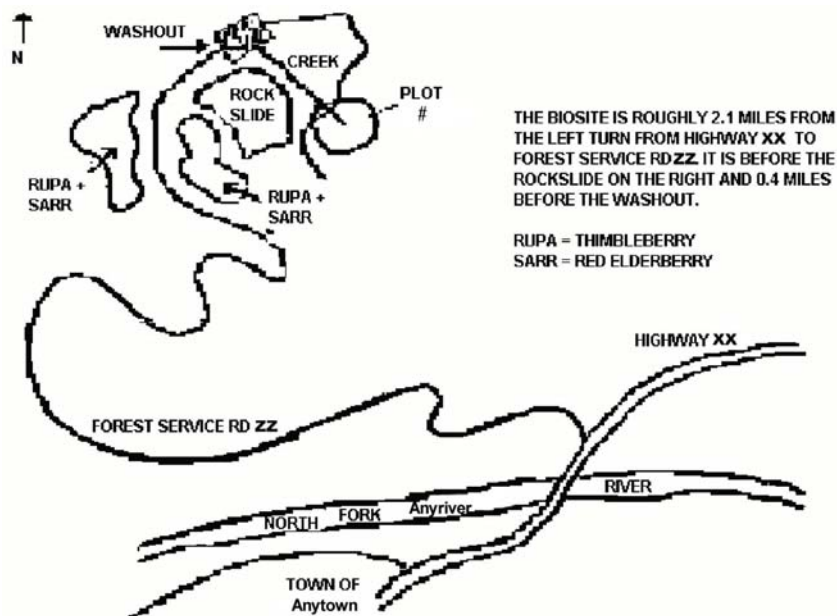 N
WASHOUT
CREEK
ROCK
SLIDE
PLOT
#
RUPA +
SARR
RUPA +
SARR
THE BIOSITE IS ROUGHLY 2.1 MILES FROM
THE LEFT TURN FROM HIGHWAY XX TO
FOREST SERVICE RD ZZ. IT IS BEFORE THE
ROCKSLIDE ON THE RIGHT AND 0.4 MILES
BEFORE THE WASHOUT.
RUPA = THIMBLEBERRY
SARR = RED ELDERBERRY
HIGHWAY XX
FOREST SERVICE RD ZZ
NORTH FORK Anyriver RIVER
TOWN OF
Anytown